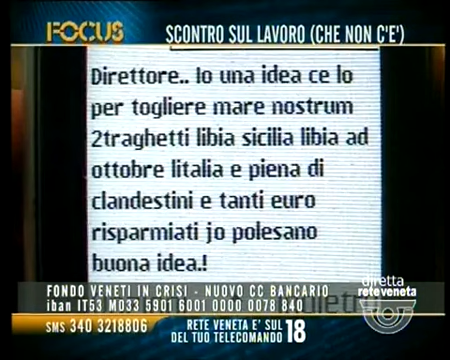 FOCUS
SCONTRO SUL LAVORO (CHE NON C'E')
Direttore.. Io una idea ce lo
per togliere mare nostrum
2traghetti libia sicilia libia ad
ottobre litalia e piena di
clandestini e tanti euro
risparmiati jo polesano
buona idea.!
diretta
reteveneta
FONDO VENETI IN CRISI - NUOVO CC BANCARIO
iban IT53 M033 5901 6001 0000 0078 840
SMS 340 3218806
RETE VENETA E' SUL
DEL TUO TELECOMANDO 18